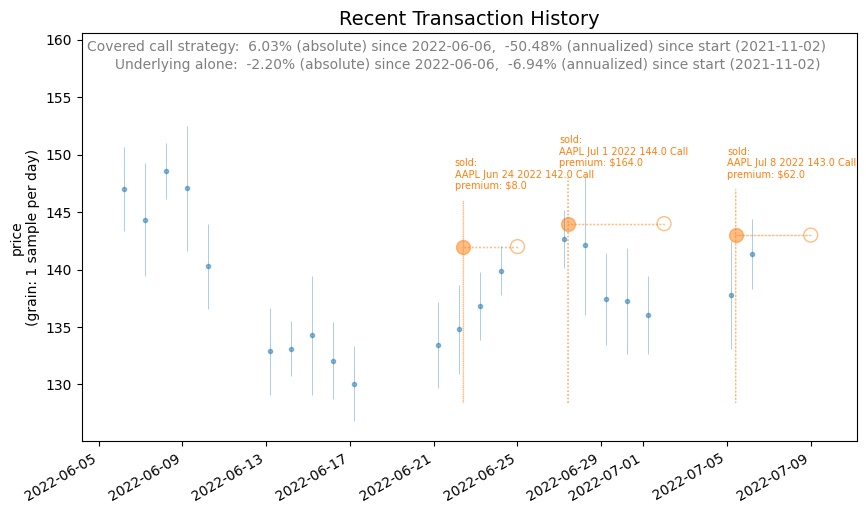 Recent Transaction History
Covered call strategy:  6.03% (absolute) since 2022-06-06,  -50.48% (annualized) since start (2021-11-02)
Underlying alone:  -2.20% (absolute) since 2022-06-06,  -6.94% (annualized) since start (2021-11-02)
price
(grain: 1 sample per day)
160
155
150
145
140
135
130
sold:
AAPL Jun 24 2022 142.0 Call
premium: $8.0
sold:
AAPL Jul 1 2022 144.0 Call
premium: $164.0
sold:
AAPL Jul 8 2022 143.0 Call
premium: $62.0
2022-06-05
2022-06-09
2022-06-13
2022-06-17
2022-06-21
2022-06-25
2022-06-29
2022-07-01
2022-07-05
2022-07-09